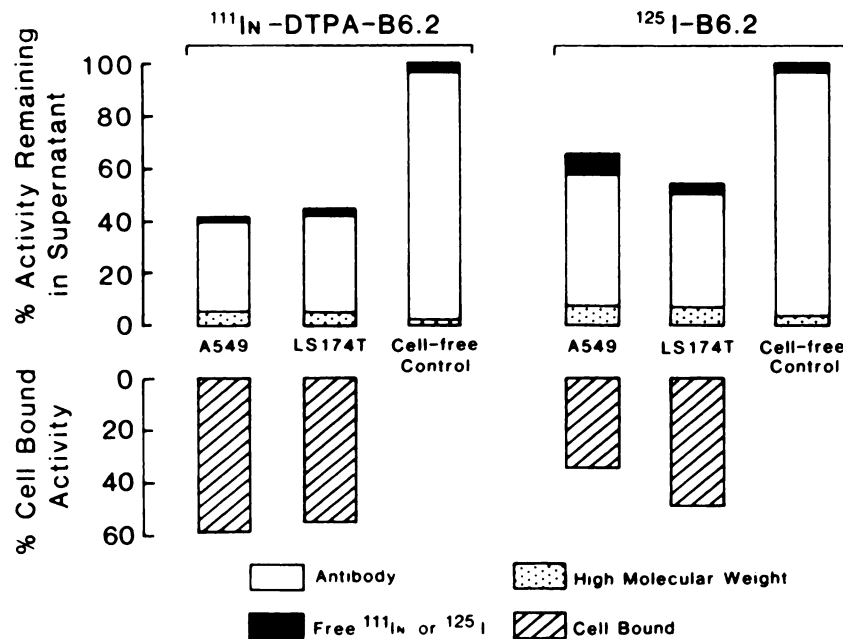 ¹¹¹IN-DTPA-B6.2
¹²⁵I-B6.2
% Activity Remaining
in Supernatant
100
80
60
40
20
0
A549
LS174T
Cell-free
Control
A549
LS174T
Cell-free
Control
% Cell Bound
Activity
0
20
40
60
Antibody
High Molecular Weight
Free ¹¹¹IN or ¹²⁵I
Cell Bound